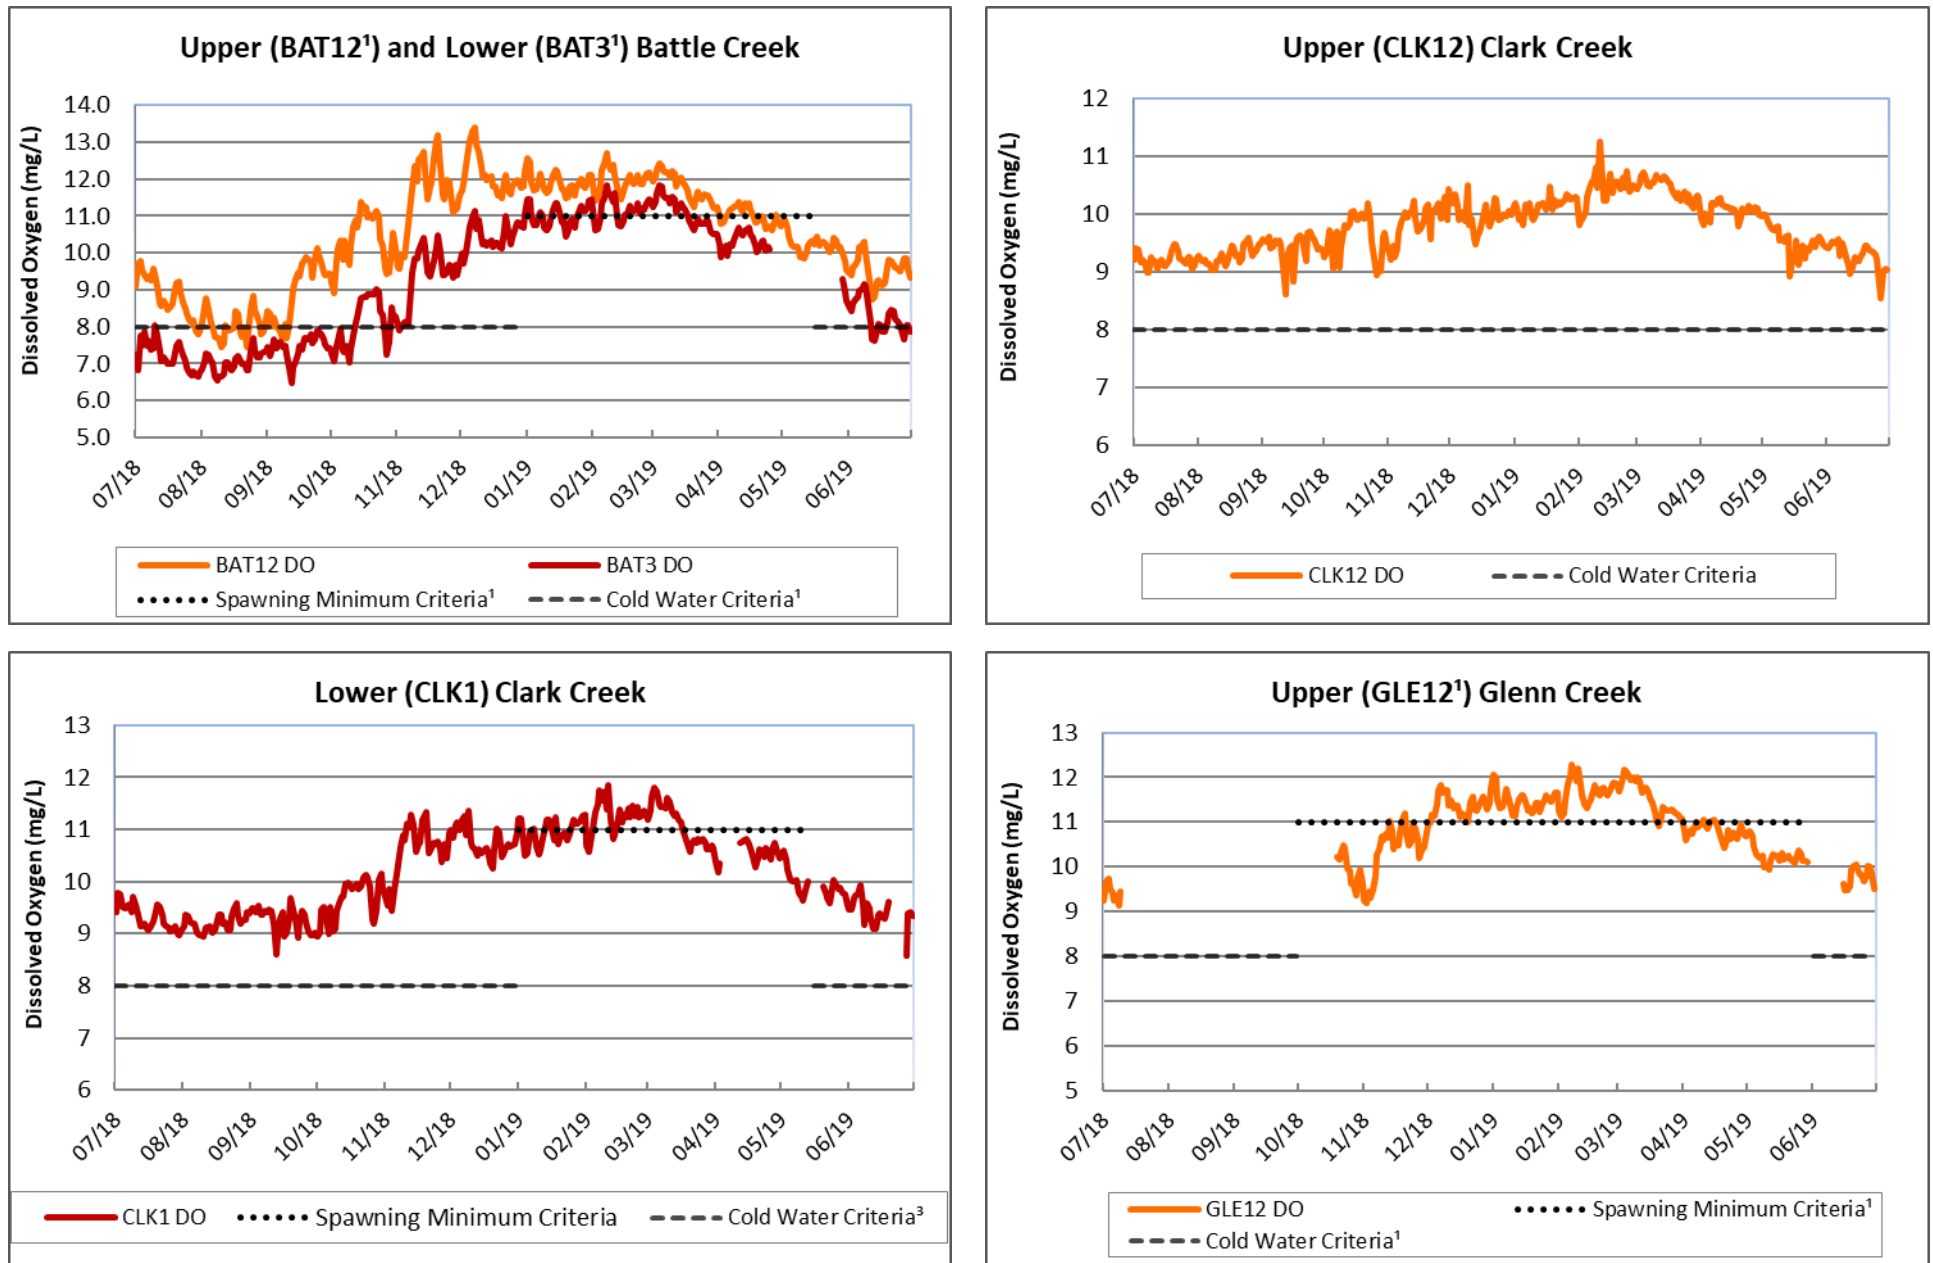 Upper (BAT12¹) and Lower (BAT3¹) Battle Creek
Dissolved Oxygen (mg/L)
14.0
13.0
12.0
11.0
10.0
9.0
8.0
7.0
6.0
5.0
07/18 08/18 09/18 10/18 11/18 12/18 01/19 02/19 03/19 04/19 05/19 06/19
BAT12 DO BAT3 DO
Spawning Minimum Criteria¹ Cold Water Criteria¹
Upper (CLK12) Clark Creek
Dissolved Oxygen (mg/L)
12
11
10
9
8
7
6
07/18 08/18 09/18 10/18 11/18 12/18 01/19 02/19 03/19 04/19 05/19 06/19
CLK12 DO Cold Water Criteria
Lower (CLK1) Clark Creek
Dissolved Oxygen (mg/L)
13
12
11
10
9
8
7
6
07/18 08/18 09/18 10/18 11/18 12/18 01/19 02/19 03/19 04/19 05/19 06/19
CLK1 DO Spawning Minimum Criteria Cold Water Criteria³
Upper (GLE12¹) Glenn Creek
Dissolved Oxygen (mg/L)
13
12
11
10
9
8
7
6
5
07/18 08/18 09/18 10/18 11/18 12/18 01/19 02/19 03/19 04/19 05/19 06/19
GLE12 DO Spawning Minimum Criteria¹
Cold Water Criteria¹